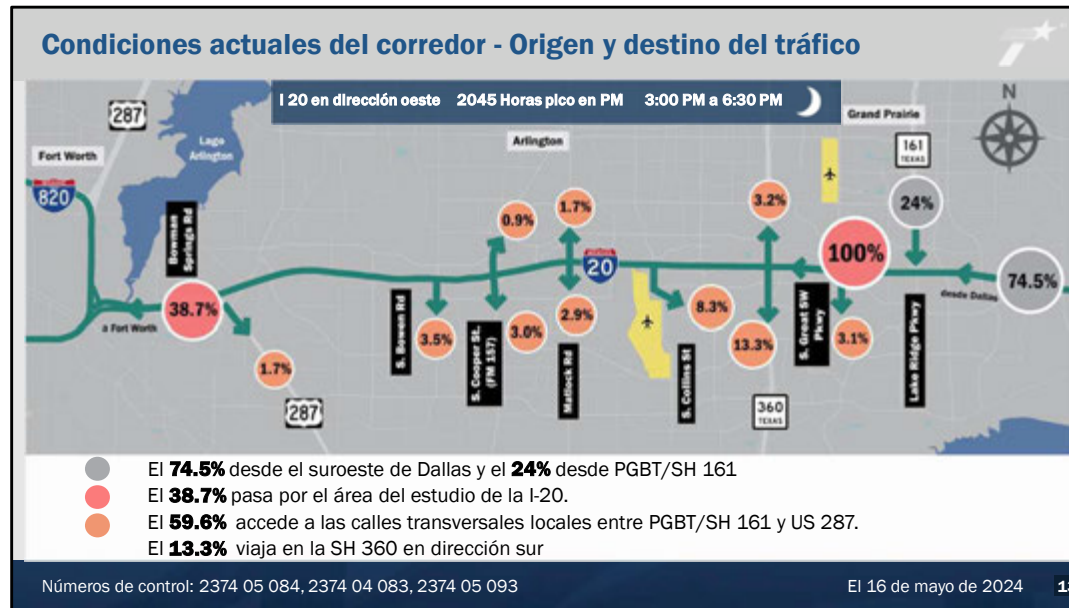 Condiciones actuales del corredor - Origen y destino del tráfico
I 20 en dirección oeste 2045 Horas pico en PM 3:00 PM a 6:30 PM
N
287
Grand Prairie
Fort Worth
Lago
Arlington
Arlington
161
TEXAS
820
Bowman
Springs Rd
0.9%
1.7%
3.2%
24%
100%
20
74.5%
desde Dallas
38.7%
a Fort Worth
1.7%
287
S. Bowen Rd
3.5%
S. Cooper St.
(FM 157)
3.0%
2.9%
Matlock Rd
8.3%
S. Collins St
13.3%
360
TEXAS
S. Great SW
Pkwy
3.1%
Lake Ridge Pkwy
El 74.5% desde el suroeste de Dallas y el 24% desde PGBT/SH 161
El 38.7% pasa por el área del estudio de la I-20.
El 59.6% accede a las calles transversales locales entre PGBT/SH 161 y US 287.
El 13.3% viaja en la SH 360 en dirección sur
Números de control: 2374 05 084, 2374 04 083, 2374 05 093
El 16 de mayo de 2024